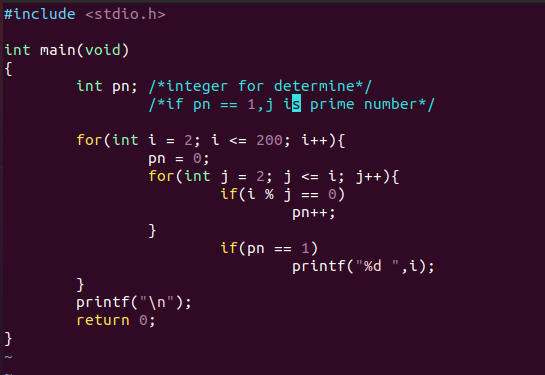 #include <stdio.h>
int main(void)
{
        int pn; /*integer for determine*/
                /*if pn == 1,j is prime number*/
        for(int i = 2; i <= 200; i++){
                pn = 0;
                for(int j = 2; j <= i; j++){
                        if(i % j == 0)
                                pn++;
                }
                        if(pn == 1)
                                printf("%d ",i);
        }
        printf("\n");
        return 0;
}
~
~